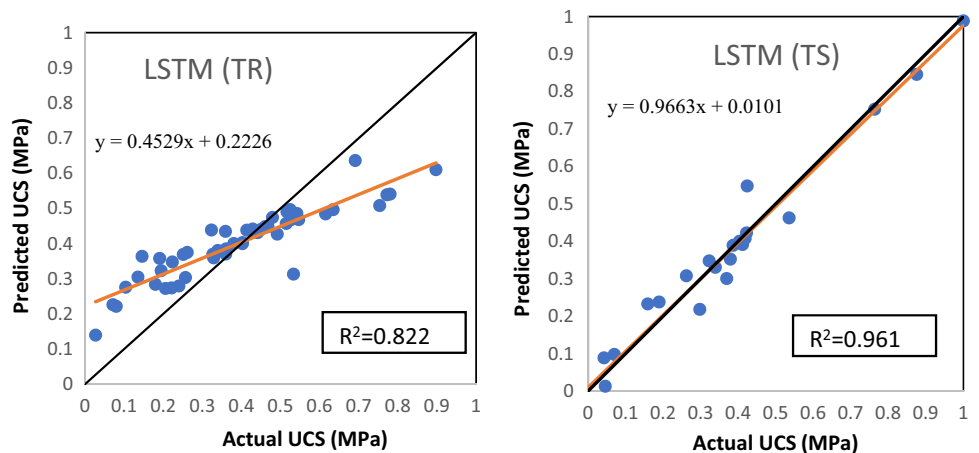 LSTM (TR)
y = 0.4529x + 0.2226
R²=0.822
Predicted UCS (MPa)
1
0.9
0.8
0.7
0.6
0.5
0.4
0.3
0.2
0.1
0
0 0.1 0.2 0.3 0.4 0.5 0.6 0.7 0.8 0.9 1
Actual UCS (MPa)
LSTM (TS)
y = 0.9663x + 0.0101
R²=0.961
Predicted UCS (MPa)
1
0.9
0.8
0.7
0.6
0.5
0.4
0.3
0.2
0.1
0
0 0.1 0.2 0.3 0.4 0.5 0.6 0.7 0.8 0.9 1
Actual UCS (MPa)